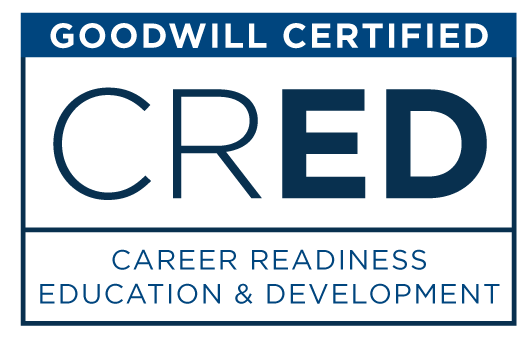 GOODWILL CERTIFIED
CRED
CAREER READINESS
EDUCATION & DEVELOPMENT